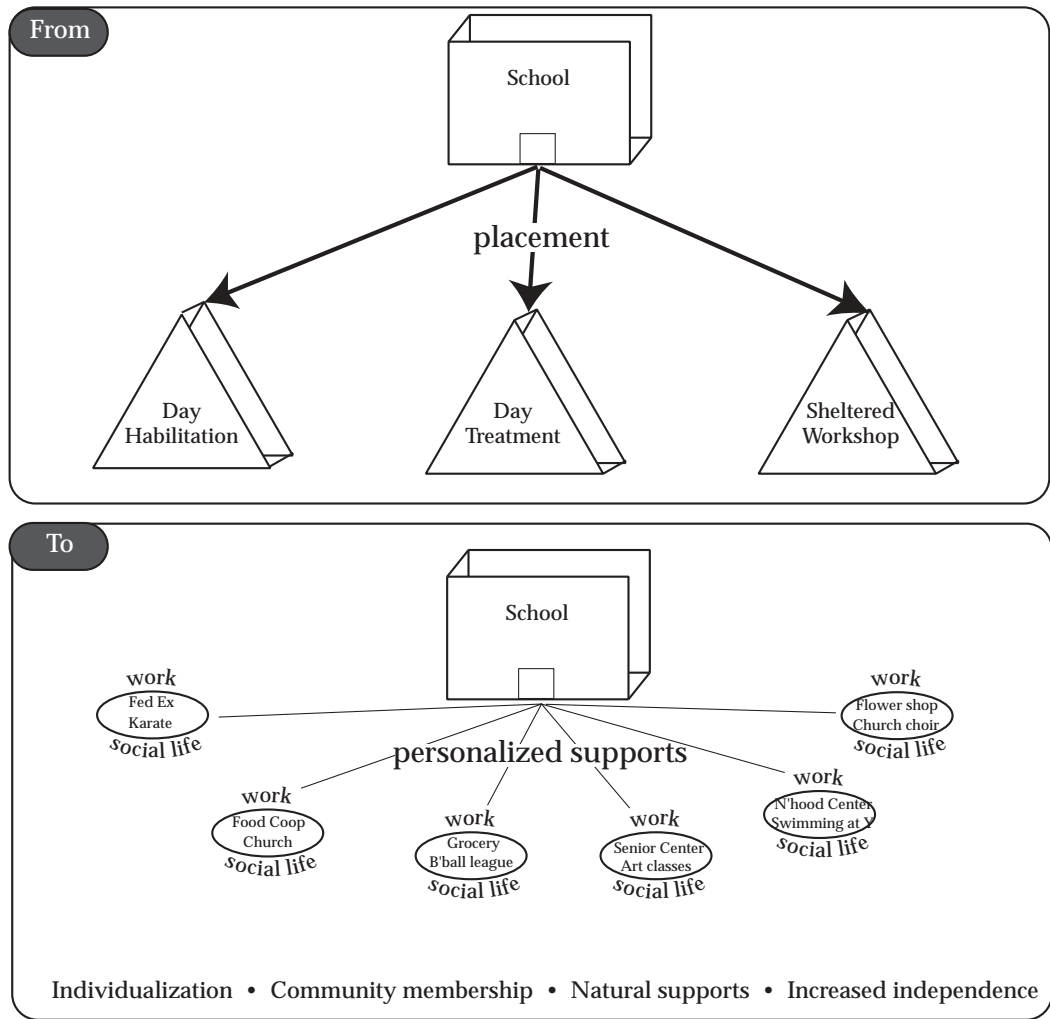 From
School
placement
Day
Habilitation
Day
Treatment
Sheltered
Workshop
To
School
personalized supports
work
Fed Ex
Karate
social life
work
Food Coop
Church
social life
work
Grocery
B'ball league
social life
work
Senior Center
Art classes
social life
work
N'hood Center
Swimming at Y
social life
work
Flower shop
Church choir
social life
Individualization • Community membership • Natural supports • Increased independence